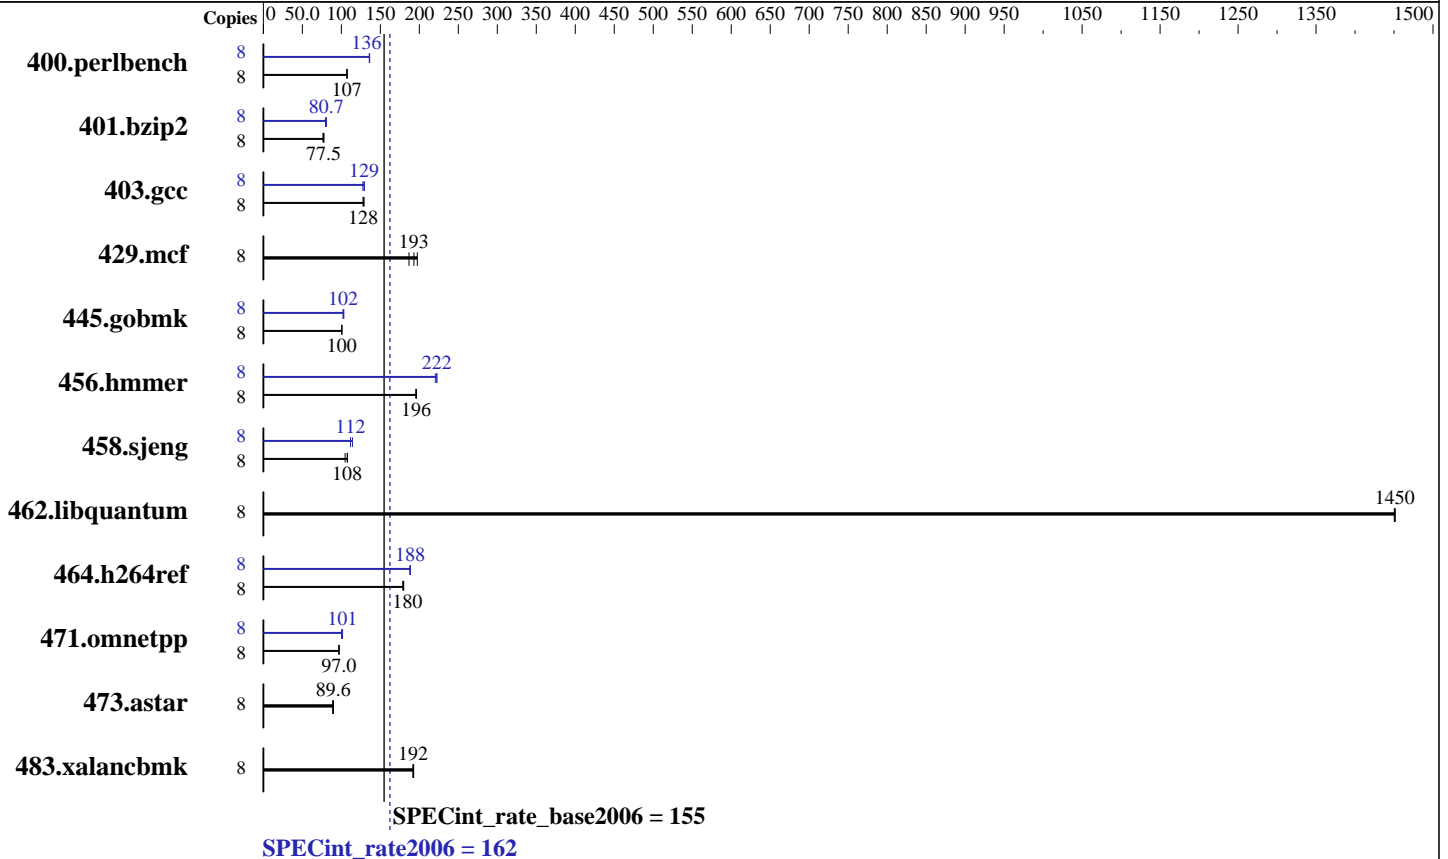 Copies 0 50.0 100 150 200 250 300 350 400 450 500 550 600 650 700 750 800 850 900 950 1050 1150 1250 1350 1500
400.perlbench 8 136
8 107
401.bzip2 8 80.7
8 77.5
403.gcc 8 129
8 128
429.mcf 8 193
445.gobmk 8 102
8 100
456.hmmer 8 222
8 196
458.sjeng 8 112
8 108
462.libquantum 8 1450
464.h264ref 8 188
8 180
471.omnetpp 8 101
8 97.0
473.astar 8 89.6
483.xalancbmk 8 192
SPECint_rate_base2006 = 155
SPECint_rate2006 = 162